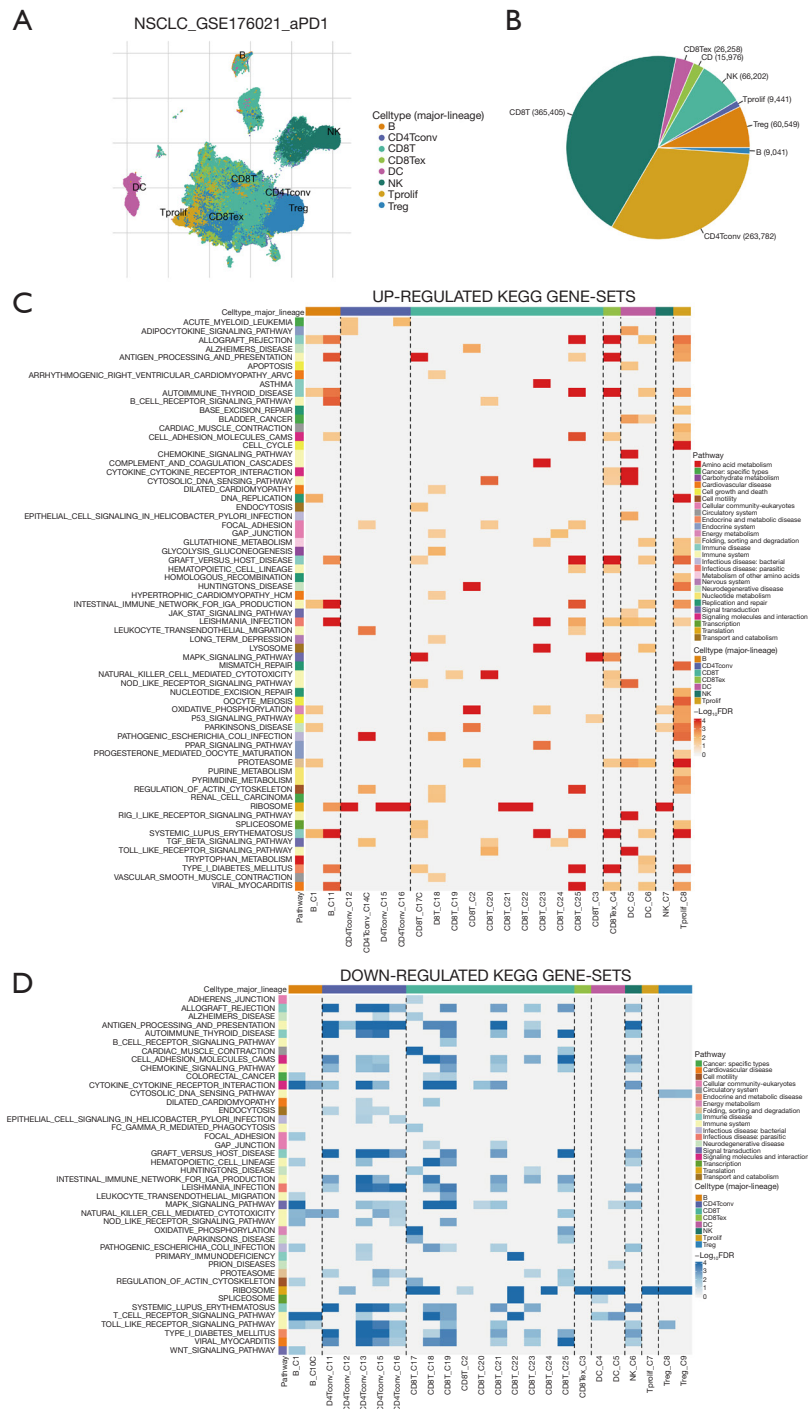 A
NSCLC_GSE176021_aPD1
B
NK
CD8T
DC
CD4Tconv
Tprolif
CD8Tex
Treg
Celltype (major-lineage)
B
CD4Tconv
CD8T
CD8Tex
DC
NK
Tprolif
Treg
B
CD8Tex (26,258)
CD (15,976)
NK (66,202)
Tprolif (9,441)
Treg (60,549)
B (9,041)
CD4Tconv (263,782)
CD8T (365,405)
C
UP-REGULATED KEGG GENE-SETS
Celltype_major_lineage
ACUTE_MYELOID_LEUKEMIA
ADIPOCYTOKINE_SIGNALING_PATHWAY
ALLOGRAFT_REJECTION
ALZHEIMERS_DISEASE
ANTIGEN_PROCESSING_AND_PRESENTATION
APOPTOSIS
ARRHYTHMOGENIC_RIGHT_VENTRICULAR_CARDIOMYOPATHY_ARVC
ASTHMA
AUTOIMMUNE_THYROID_DISEASE
B_CELL_RECEPTOR_SIGNALING_PATHWAY
BASE_EXCISION_REPAIR
BLADDER_CANCER
CARDIAC_MUSCLE_CONTRACTION
CELL_ADHESION_MOLECULES_CAMS
CELL_CYCLE
CHEMOKINE_SIGNALING_PATHWAY
COMPLEMENT_AND_COAGULATION_CASCADES
CYTOKINE_CYTOKINE_RECEPTOR_INTERACTION
CYTOSOLIC_DNA_SENSING_PATHWAY
DILATED_CARDIOMYOPATHY
DNA_REPLICATION
ENDOCYTOSIS
EPITHELIAL_CELL_SIGNALING_IN_HELICOBACTER_PYLORI_INFECTION
FOCAL_ADHESION
GAP_JUNCTION
GLUTATHIONE_METABOLISM
GLYCOLYSIS_GLUCONEOGENESIS
GRAFT_VERSUS_HOST_DISEASE
HEMATOPOIETIC_CELL_LINEAGE
HOMOLOGOUS_RECOMBINATION
HUNTINGTONS_DISEASE
HYPERTROPHIC_CARDIOMYOPATHY_HCM
INTESTINAL_IMMUNE_NETWORK_FOR_IGA_PRODUCTION
JAK_STAT_SIGNALING_PATHWAY
LEISHMANIA_INFECTION
LEUKOCYTE_TRANSENDOTHELIAL_MIGRATION
LONG_TERM_DEPRESSION
LYSOSOME
MAPK_SIGNALING_PATHWAY
MISMATCH_REPAIR
NATURAL_KILLER_CELL_MEDIATED_CYTOTOXICITY
NOD_LIKE_RECEPTOR_SIGNALING_PATHWAY
NUCLEOTIDE_EXCISION_REPAIR
OOCYTE_MEIOSIS
OXIDATIVE_PHOSPHORYLATION
P53_SIGNALING_PATHWAY
PARKINSONS_DISEASE
PATHOGENIC_ESCHERICHIA_COLI_INFECTION
PPAR_SIGNALING_PATHWAY
PROGESTERONE_MEDIATED_OOCYTE_MATURATION
PROTEASOME
PURINE_METABOLISM
PYRIMIDINE_METABOLISM
REGULATION_OF_ACTIN_CYTOSKELETON
RENAL_CELL_CARCINOMA
RIBOSOME
RIG_I_LIKE_RECEPTOR_SIGNALING_PATHWAY
SPLICEOSOME
SYSTEMIC_LUPUS_ERYTHEMATOSUS
TGF_BETA_SIGNALING_PATHWAY
TOLL_LIKE_RECEPTOR_SIGNALING_PATHWAY
TRYPTOPHAN_METABOLISM
TYPE_I_DIABETES_MELLITUS
VASCULAR_SMOOTH_MUSCLE_CONTRACTION
VIRAL_MYOCARDITIS
Pathway
B_C1
B_C11
CD4Tconv_C12
CD4Tconv_C14C
D4Tconv_C15
CD4Tconv_C16
CD8T_C17C
D8T_C18
CD8T_C19
CD8T_C2
CD8T_C20
CD8T_C21
CD8T_C22
CD8T_C23
CD8T_C24
CD8T_C25
CD8T_C3
CD8Tex_C4
DC_C5
DC_C6
NK_C7
Tprolif_C8
Pathway
Amino acid metabolism
Cancer: specific types
Carbohydrate metabolism
Cardiovascular disease
Cell growth and death
Cell motility
Cellular community-eukaryotes
Circulatory system
Endocrine and metabolic disease
Endocrine system
Energy metabolism
Folding, sorting and degradation
Immune disease
Immune system
Infectious disease: bacterial
Infectious disease: parasitic
Metabolism of other amino acids
Nervous system
Neurodegenerative disease
Nucleotide metabolism
Replication and repair
Signal transduction
Signaling molecules and interaction
Transcription
Translation
Transport and catabolism
Celltype (major-lineage)
B
CD4Tconv
CD8T
CD8Tex
DC
NK
Tprolif
−Log10FDR
4
3
2
1
0
D
DOWN-REGULATED KEGG GENE-SETS
Celltype_major_lineage
ADHERENS_JUNCTION
ALLOGRAFT_REJECTION
ALZHEIMERS_DISEASE
ANTIGEN_PROCESSING_AND_PRESENTATION
AUTOIMMUNE_THYROID_DISEASE
B_CELL_RECEPTOR_SIGNALING_PATHWAY
CARDIAC_MUSCLE_CONTRACTION
CELL_ADHESION_MOLECULES_CAMS
CHEMOKINE_SIGNALING_PATHWAY
COLORECTAL_CANCER
CYTOKINE_CYTOKINE_RECEPTOR_INTERACTION
CYTOSOLIC_DNA_SENSING_PATHWAY
DILATED_CARDIOMYOPATHY
ENDOCYTOSIS
EPITHELIAL_CELL_SIGNALING_IN_HELICOBACTER_PYLORI_INFECTION
FC_GAMMA_R_MEDIATED_PHAGOCYTOSIS
FOCAL_ADHESION
GAP_JUNCTION
GRAFT_VERSUS_HOST_DISEASE
HEMATOPOIETIC_CELL_LINEAGE
HUNTINGTONS_DISEASE
INTESTINAL_IMMUNE_NETWORK_FOR_IGA_PRODUCTION
LEISHMANIA_INFECTION
LEUKOCYTE_TRANSENDOTHELIAL_MIGRATION
MAPK_SIGNALING_PATHWAY
NATURAL_KILLER_CELL_MEDIATED_CYTOTOXICITY
NOD_LIKE_RECEPTOR_SIGNALING_PATHWAY
OXIDATIVE_PHOSPHORYLATION
PARKINSONS_DISEASE
PATHOGENIC_ESCHERICHIA_COLI_INFECTION
PRIMARY_IMMUNODEFICIENCY
PRION_DISEASES
PROTEASOME
REGULATION_OF_ACTIN_CYTOSKELETON
RIBOSOME
SPLICEOSOME
SYSTEMIC_LUPUS_ERYTHEMATOSUS
T_CELL_RECEPTOR_SIGNALING_PATHWAY
TOLL_LIKE_RECEPTOR_SIGNALING_PATHWAY
TYPE_I_DIABETES_MELLITUS
VIRAL_MYOCARDITIS
WNT_SIGNALING_PATHWAY
Pathway
B_C1
B_C10C
D4Tconv_C11
CD4Tconv_C12
CD4Tconv_C13
CD4Tconv_C15
CD4Tconv_C16
CD8T_C17
CD8T_C18
CD8T_C19
CD8T_C2
CD8T_C20
CD8T_C21
CD8T_C22
CD8T_C23
CD8T_C24
CD8T_C25
CD8Tex_C3
DC_C4
DC_C5
NK_C6
Tprolif_C7
Treg_C8
Treg_C9
Pathway
Cancer: specific types
Cardiovascular disease
Cell motility
Cellular community-eukaryotes
Circulatory system
Endocrine and metabolic disease
Energy metabolism
Folding, sorting and degradation
Immune disease
Immune system
Infectious disease: bacterial
Infectious disease: parasitic
Neurodegenerative disease
Signal transduction
Signaling molecules and interaction
Transcription
Translation
Transport and catabolism
Celltype (major-lineage)
B
CD4Tconv
CD8T
CD8Tex
DC
NK
Tprolif
Treg
−Log10FDR
4
3
2
1
0